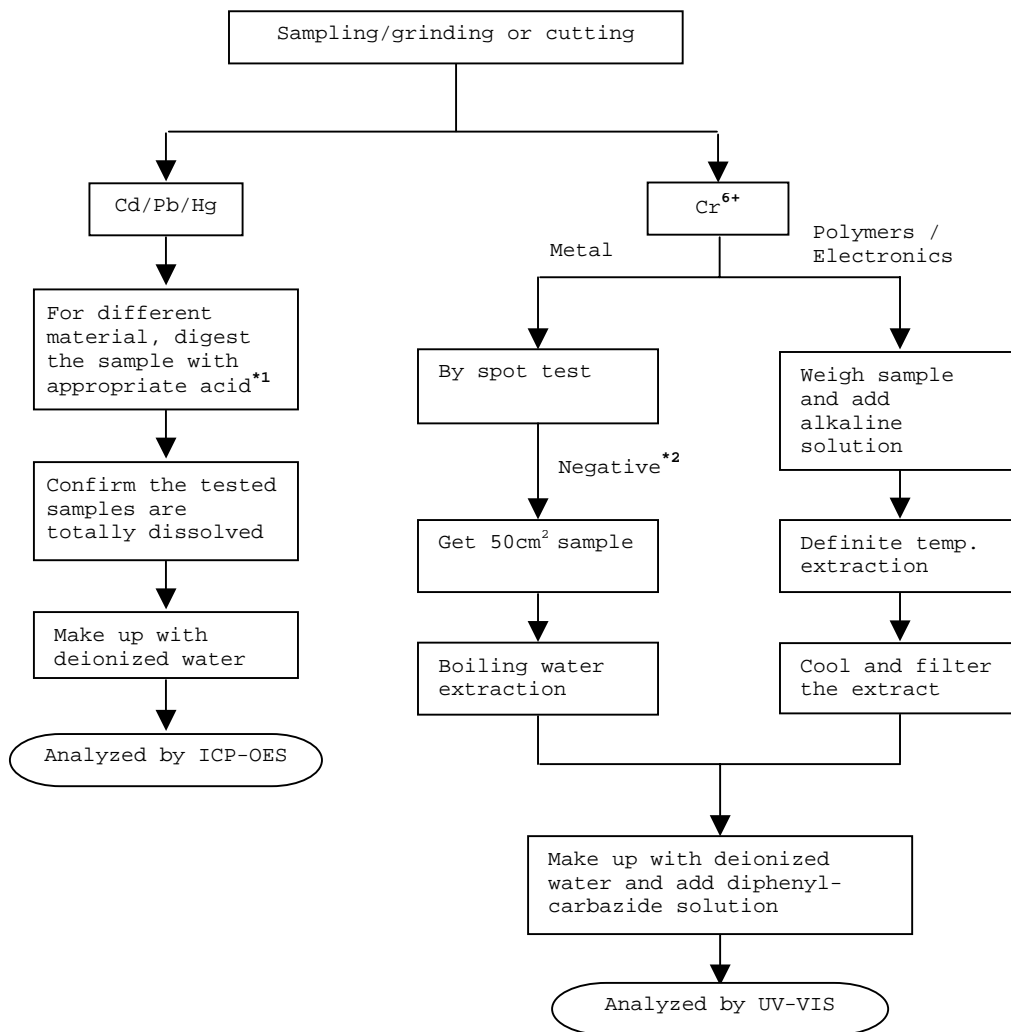 Sampling/grinding or cutting
Cd/Pb/Hg
For different
material, digest
the sample with
appropriate acid*1
Confirm the tested
samples are
totally dissolved
Make up with
deionized water
Analyzed by ICP-OES
Cr6+
Metal
Polymers /
Electronics
By spot test
Negative*2
Get 50cm2 sample
Boiling water
extraction
Weigh sample
and add
alkaline
solution
Definite temp.
extraction
Cool and filter
the extract
Make up with deionized
water and add diphenyl-
carbazide solution
Analyzed by UV-VIS